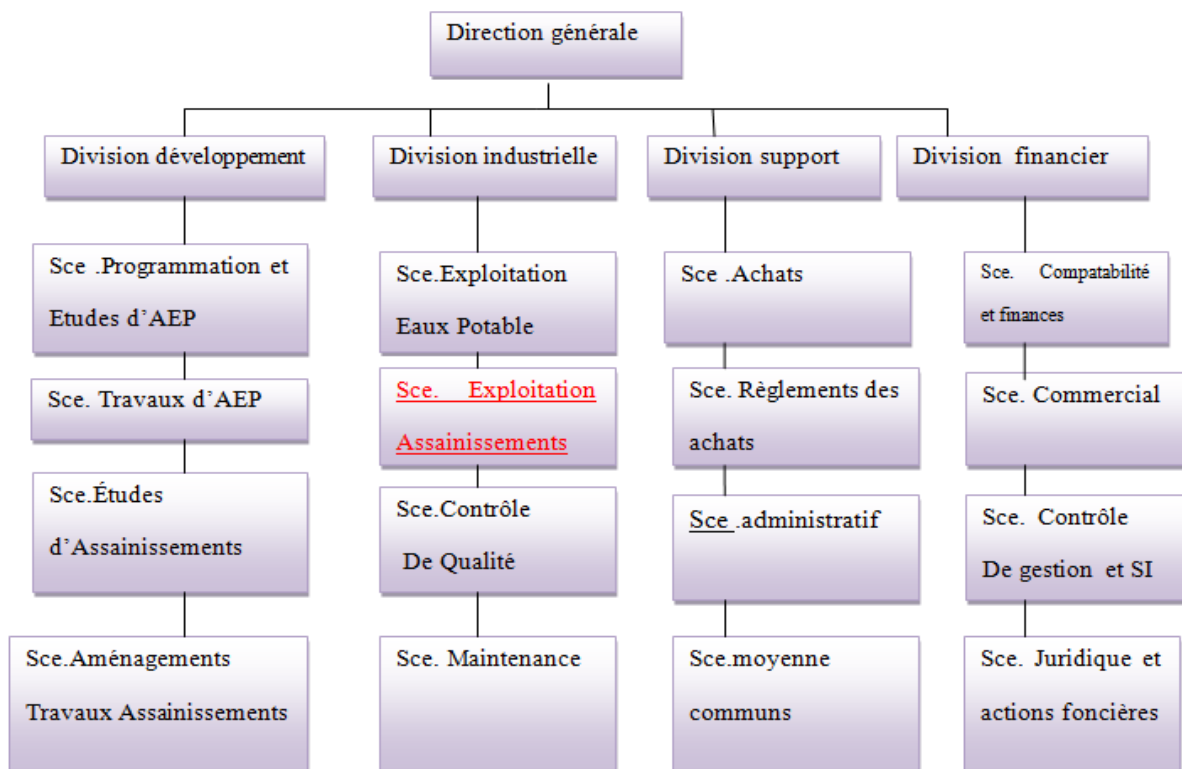 Direction générale
Division développement
Division industrielle
Division support
Division financier
Sce .Programmation et
Etudes d’AEP
Sce. Travaux d’AEP
Sce.Études
d’Assainissements
Sce.Aménagements
Travaux Assainissements
Sce.Exploitation
Eaux Potable
Sce. Exploitation
Assainissements
Sce.Contrôle
De Qualité
Sce. Maintenance
Sce .Achats
Sce. Règlements des
achats
Sce .administratif
Sce.moyenne
communs
Sce. Compatabilité
et finances
Sce. Commercial
Sce. Contrôle
De gestion et SI
Sce. Juridique et
actions foncières